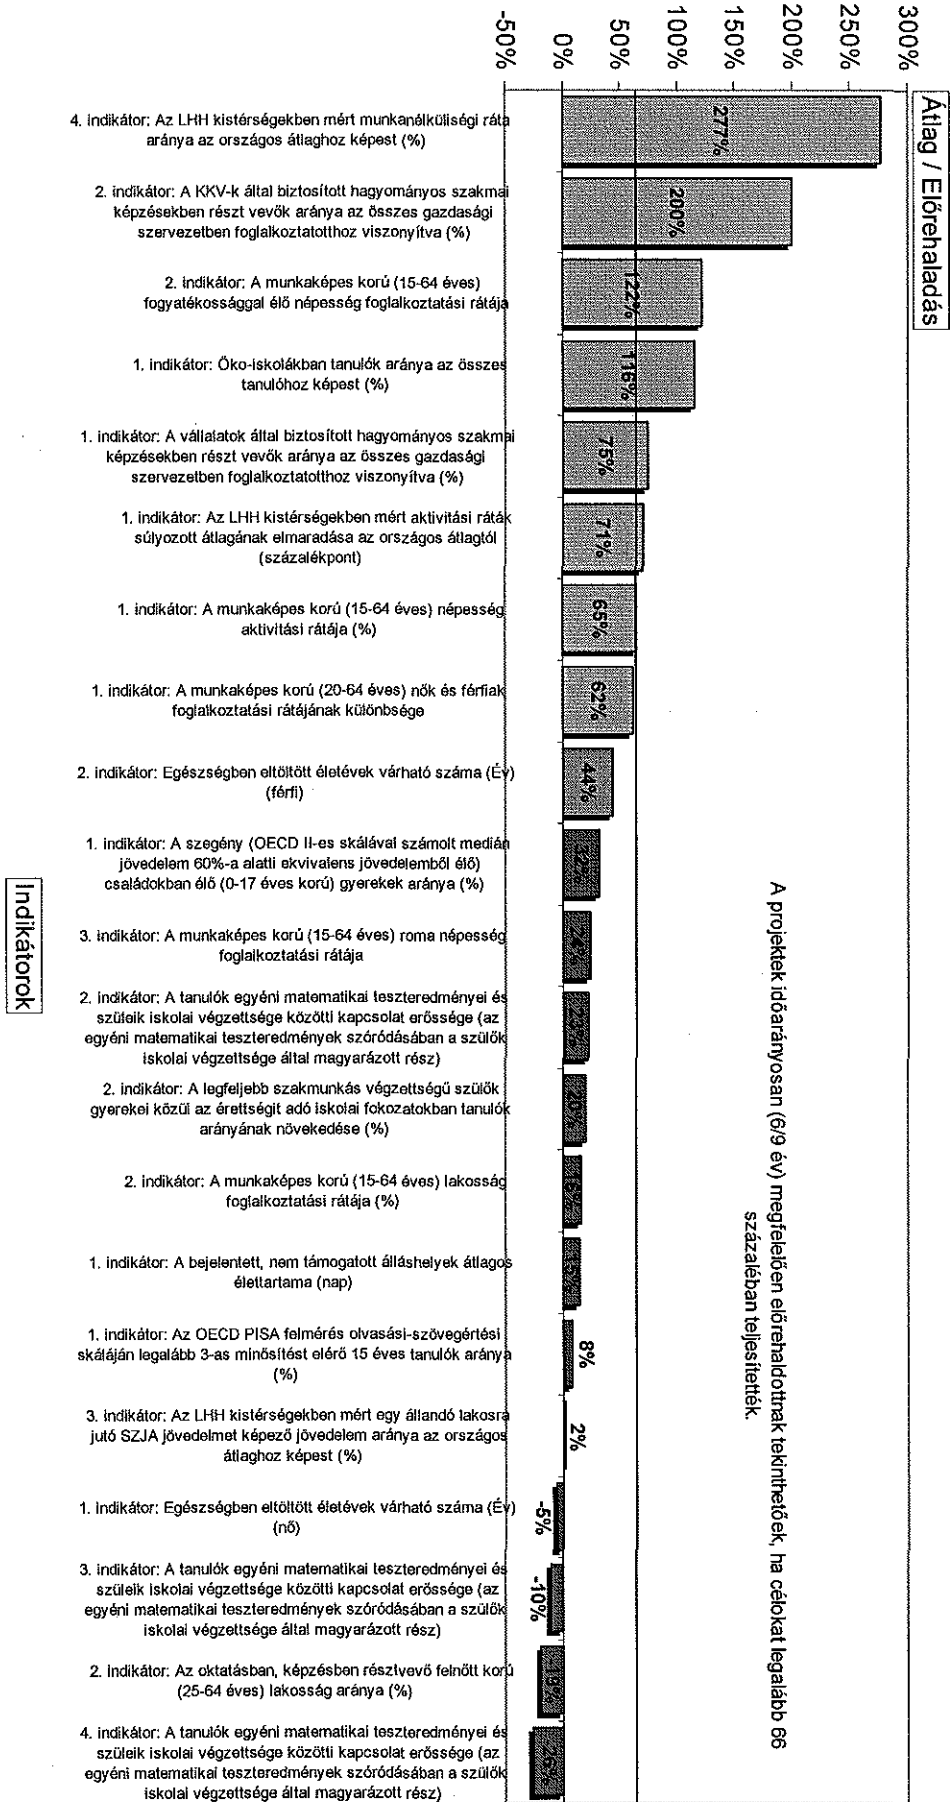 Átlag / Előrehaladás
300%
250%
200%
150%
100%
50%
0%
-50%
A projektek időarányosan (6/9 év) megfelelően előrehaldottnak tekinthetőek, ha célokat legalább 66
százaléban teljesítették.
277%
4. indikátor: Az LHH kistérségekben mért munkanélküliségi ráta
aránya az országos átlaghoz képest (%)
200%
2. indikátor: A KKV-k által biztosított hagyományos szakmai
képzésekben részt vevők aránya az összes gazdasági
szervezetben foglalkoztatotthoz viszonyítva (%)
122%
2. indikátor: A munkaképes korú (15-64 éves)
fogyatékossággal élő népesség foglalkoztatási rátája
116%
1. indikátor: Öko-iskolákban tanulók aránya az összes
tanulóhoz képest (%)
75%
1. indikátor: A vállalatok által biztosított hagyományos szakmai
képzésekben részt vevők aránya az összes gazdasági
szervezetben foglalkoztatotthoz viszonyítva (%)
71%
1. indikátor: Az LHH kistérségekben mért aktivitási ráták
súlyozott átlagának elmaradása az országos átlagtól
(százalékpont)
65%
1. indikátor: A munkaképes korú (15-64 éves) népesség
aktivitási rátája (%)
62%
1. indikátor: A munkaképes korú (20-64 éves) nők és férfiak
foglalkoztatási rátájának különbsége
44%
2. indikátor: Egészségben eltöltött életévek várható száma (Év)
(férfi)
32%
1. indikátor: A szegény (OECD II-es skálával számolt medián
jövedelem 60%-a alatti ekvivalens jövedelemből élő)
családokban élő (0-17 éves korú) gyerekek aránya (%)
24%
3. indikátor: A munkaképes korú (15-64 éves) roma népesség
foglalkoztatási rátája
2. indikátor: A tanulók egyéni matematikai teszteredményei és
szüleik iskolai végzettsége közötti kapcsolat erőssége (az
egyéni matematikai teszteredmények szóródásában a szülők
iskolai végzettsége által magyarázott rész)
20%
2. indikátor: A legfeljebb szakmunkás végzettségű szülők
gyerekei közül az érettségit adó iskolai fokozatokban tanulók
arányának növekedése (%)
2. indikátor: A munkaképes korú (15-64 éves) lakosság
foglalkoztatási rátája (%)
15%
1. indikátor: A bejelentett, nem támogatott álláshelyek átlagos
élettartama (nap)
8%
1. indikátor: Az OECD PISA felmérés olvasási-szövegértési
skáláján legalább 3-as minősítést elérő 15 éves tanulók aránya
(%)
2%
3. indikátor: Az LHH kistérségekben mért egy állandó lakosra
jutó SZJA jövedelmet képező jövedelem aránya az országos
átlaghoz képest (%)
-5%
1. indikátor: Egészségben eltöltött életévek várható száma (Év)
(nő)
-10%
3. indikátor: A tanulók egyéni matematikai teszteredményei és
szüleik iskolai végzettsége közötti kapcsolat erőssége (az
egyéni matematikai teszteredmények szóródásában a szülők
iskolai végzettsége által magyarázott rész)
2. indikátor: Az oktatásban, képzésben résztvevő felnőtt korú
(25-64 éves) lakosság aránya (%)
4. indikátor: A tanulók egyéni matematikai teszteredményei és
szüleik iskolai végzettsége közötti kapcsolat erőssége (az
egyéni matematikai teszteredmények szóródásában a szülők
iskolai végzettsége által magyarázott rész)
Indikátorok